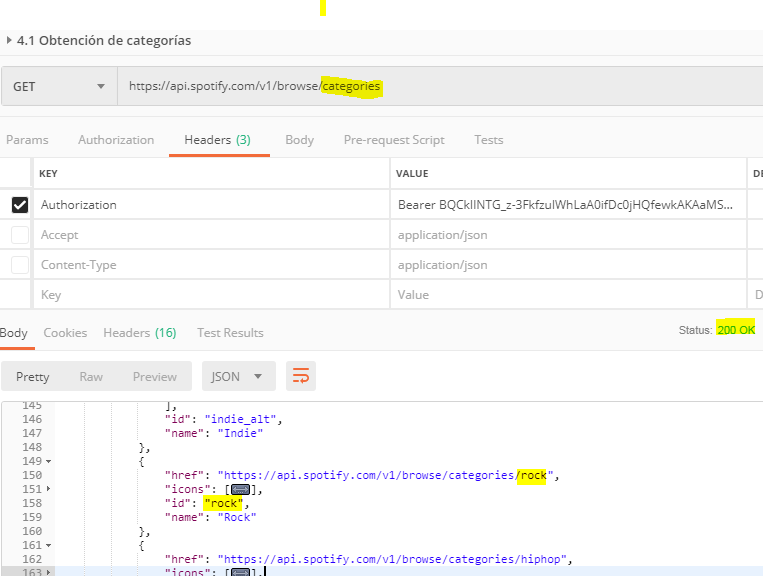 4.1 Obtención de categorías
GET https://api.spotify.com/v1/browse/categories
Params Authorization Headers (3) Body Pre-request Script Tests
KEY VALUE DE
Authorization Bearer
Accept application/json
Content-Type application/json
Key Value D
Body Cookies Headers (16) Test Results Status: 200 OK
Pretty Raw Preview JSON
145 ],
146 "id": "indie_alt",
147 "name": "Indie"
148 },
149 {
150 "href": "https://api.spotify.com/v1/browse/categories/rock",
151 "icons": [],
158 "id": "rock",
159 "name": "Rock"
160 },
161 {
162 "href": "https://api.spotify.com/v1/browse/categories/hiphop",
163 "icons": [],